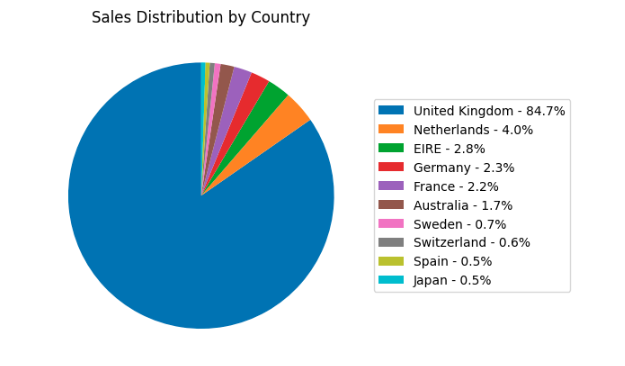 Sales Distribution by Country
United Kingdom - 84.7%
Netherlands - 4.0%
EIRE - 2.8%
Germany - 2.3%
France - 2.2%
Australia - 1.7%
Sweden - 0.7%
Switzerland - 0.6%
Spain - 0.5%
Japan - 0.5%